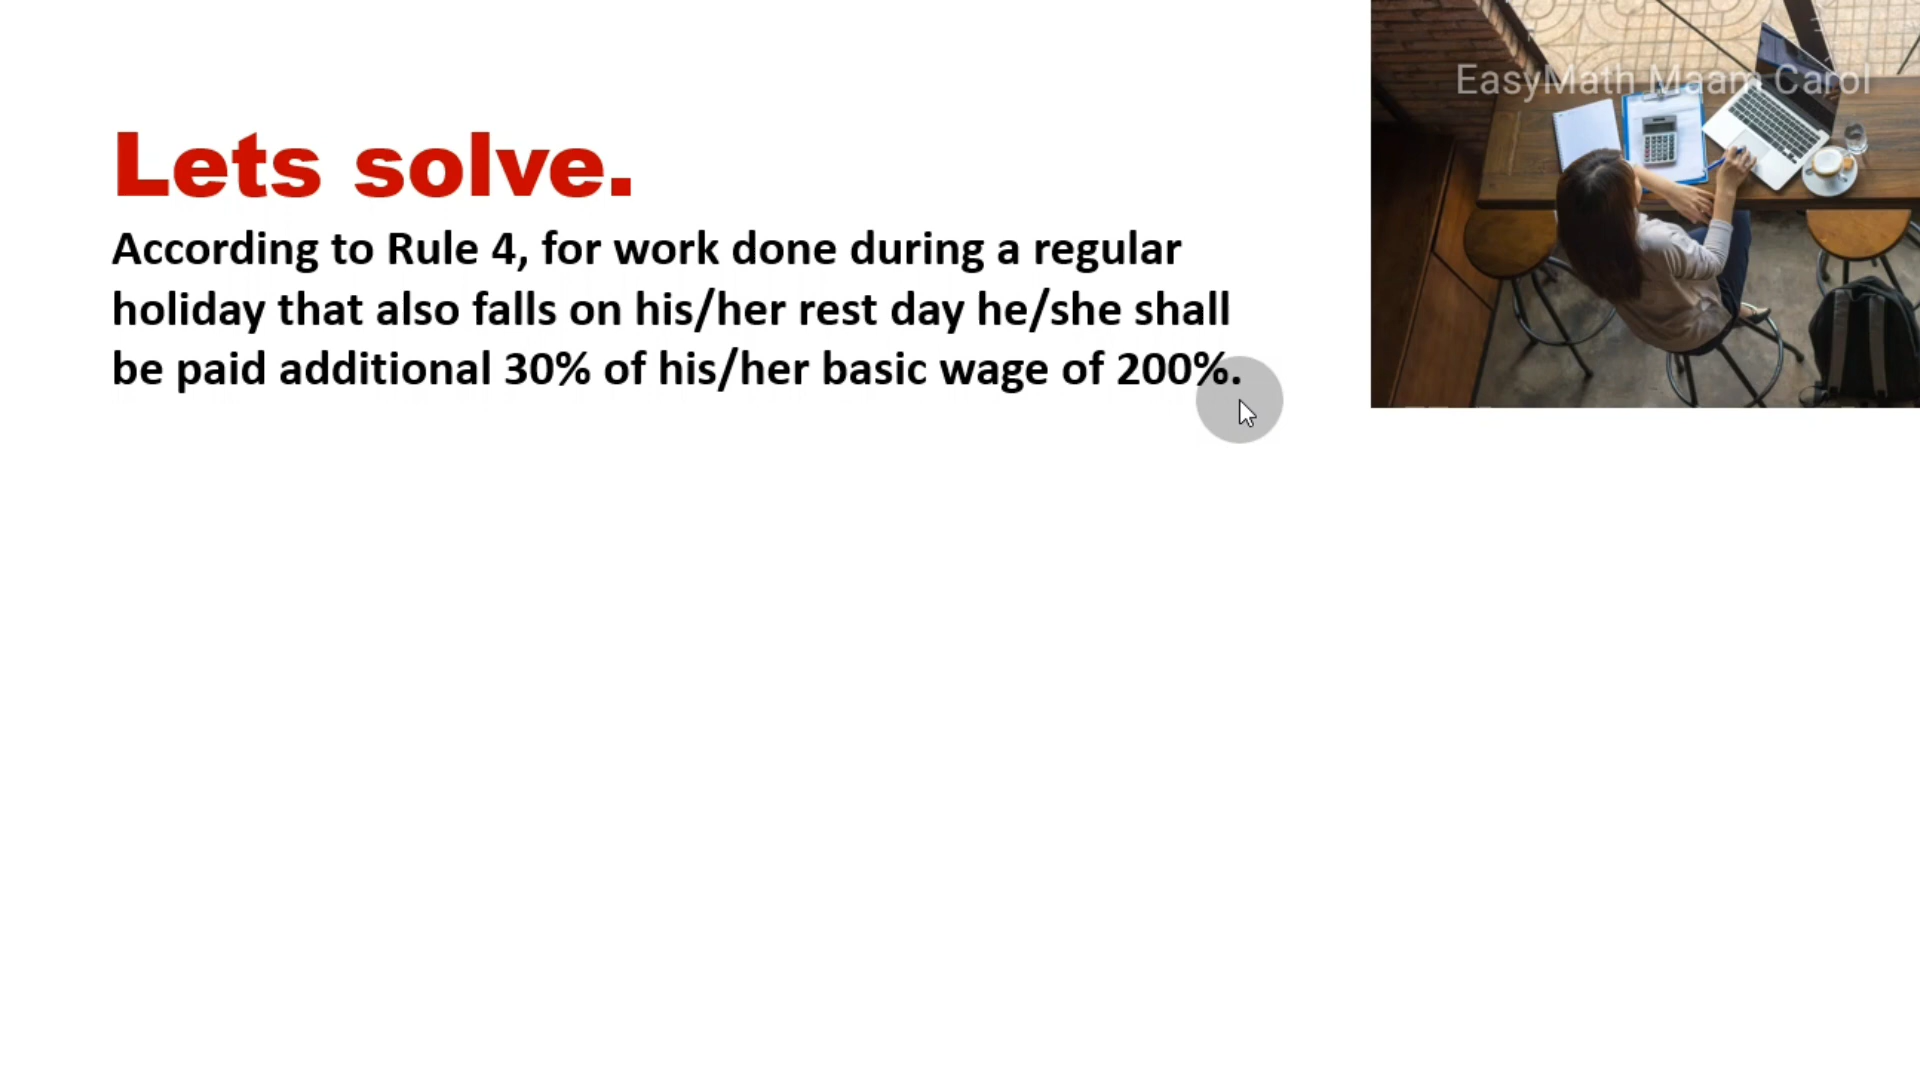 EasyMath Maam Carol
Lets solve.
According to Rule 4, for work done during a regular
holiday that also falls on his/her rest day he/she shall
be paid additional 30% of his/her basic wage of 200%.